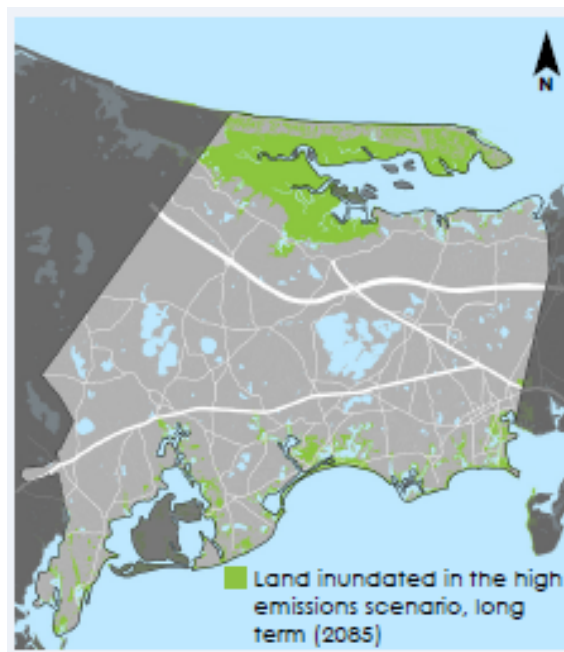 N
Land inundated in the high
emissions scenario, long
term (2085)